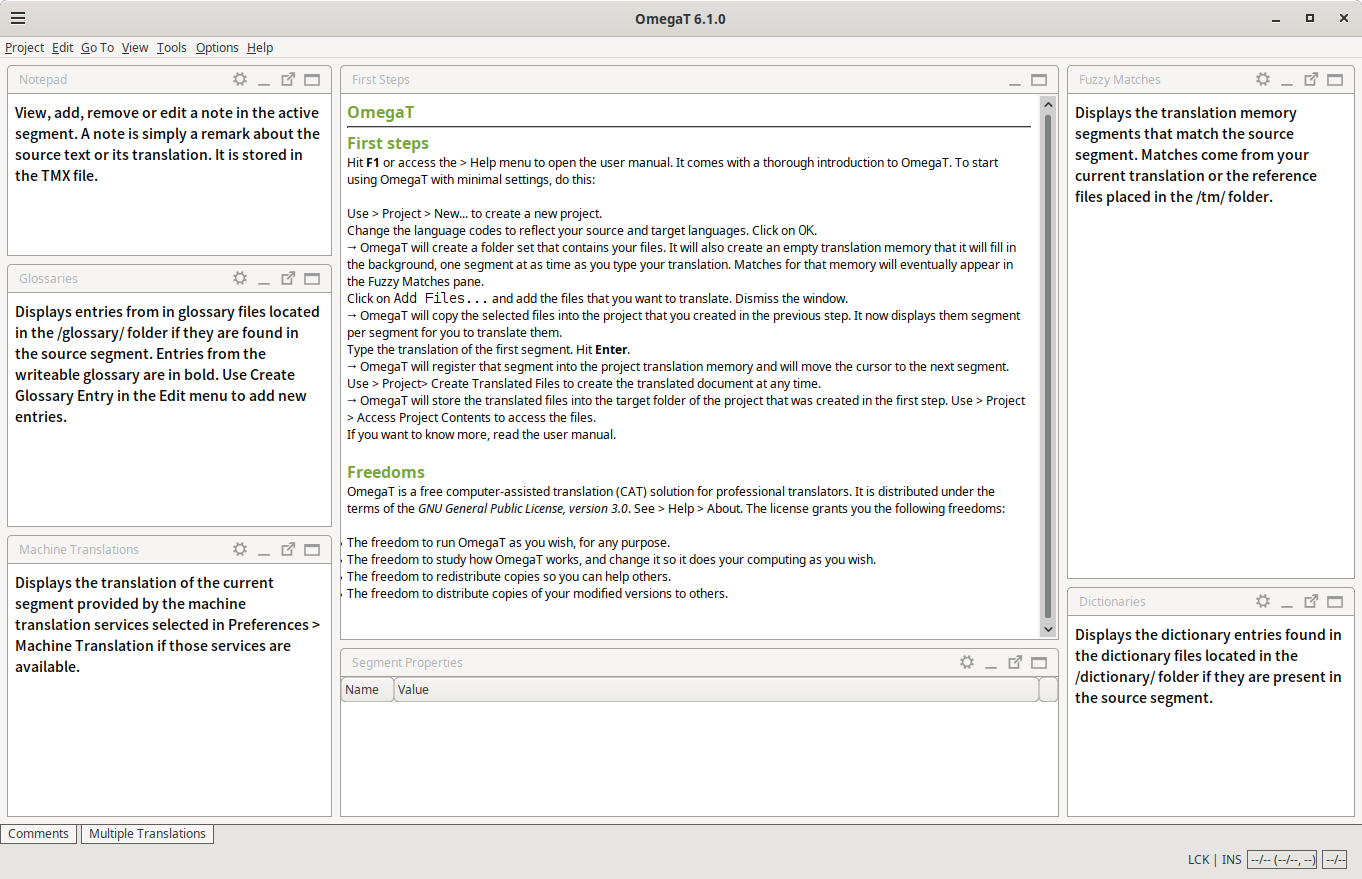 OmegaT 6.1.0
Project Edit Go To View Tools Options Help
Notepad
View, add, remove or edit a note in the active
segment. A note is simply a remark about the
source text or its translation. It is stored in
the TMX file.
Glossaries
Displays entries from in glossary files located
in the /glossary/ folder if they are found in
the source segment. Entries from the
writeable glossary are in bold. Use Create
Glossary Entry in the Edit menu to add new
entries.
Machine Translations
Displays the translation of the current
segment provided by the machine
translation services selected in Preferences >
Machine Translation if those services are
available.
First Steps
OmegaT
First steps
Hit F1 or access the > Help menu to open the user manual. It comes with a thorough introduction to OmegaT. To start
using OmegaT with minimal settings, do this:
Use > Project > New... to create a new project.
Change the language codes to reflect your source and target languages. Click on OK.
→ OmegaT will create a folder set that contains your files. It will also create an empty translation memory that it will fill in
the background, one segment at as time as you type your translation. Matches for that memory will eventually appear in
the Fuzzy Matches pane.
Click on Add Files... and add the files that you want to translate. Dismiss the window.
→ OmegaT will copy the selected files into the project that you created in the previous step. It now displays them segment
per segment for you to translate them.
Type the translation of the first segment. Hit Enter.
→ OmegaT will register that segment into the project translation memory and will move the cursor to the next segment.
Use > Project> Create Translated Files to create the translated document at any time.
→ OmegaT will store the translated files into the target folder of the project that was created in the first step. Use > Project
> Access Project Contents to access the files.
If you want to know more, read the user manual.
Freedoms
OmegaT is a free computer-assisted translation (CAT) solution for professional translators. It is distributed under the
terms of the GNU General Public License, version 3.0. See > Help > About. The license grants you the following freedoms:
The freedom to run OmegaT as you wish, for any purpose.
The freedom to study how OmegaT works, and change it so it does your computing as you wish.
The freedom to redistribute copies so you can help others.
The freedom to distribute copies of your modified versions to others.
Segment Properties
Name Value
Fuzzy Matches
Displays the translation memory
segments that match the source
segment. Matches come from your
current translation or the reference
files placed in the /tm/ folder.
Dictionaries
Displays the dictionary entries found in
the dictionary files located in the
/dictionary/ folder if they are present in
the source segment.
Comments Multiple Translations
LCK | INS --/-- (--/--, --) --/--